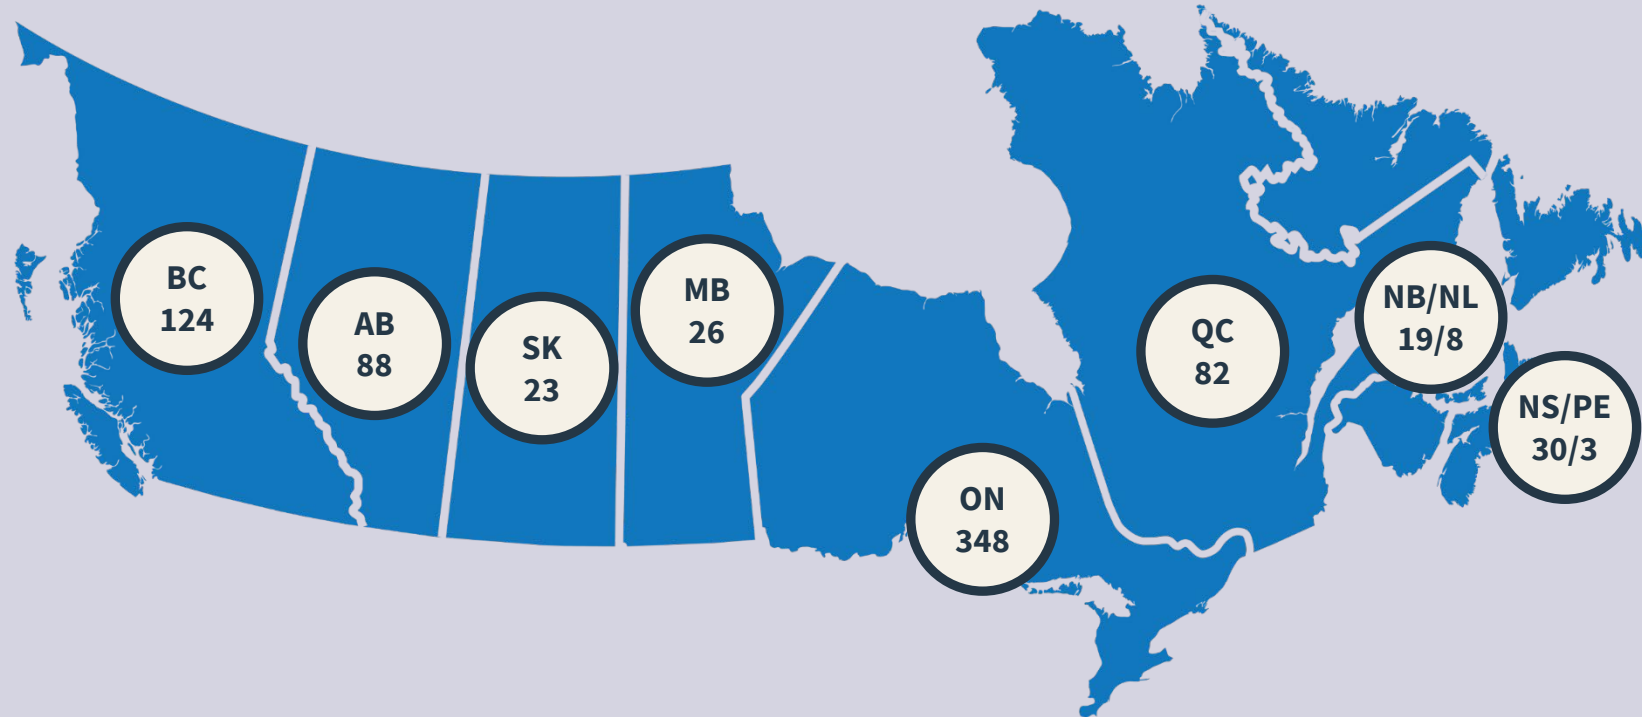 BC
124
AB
88
SK
23
MB
26
ON
348
QC
82
NB/NL
19/8
NS/PE
30/3